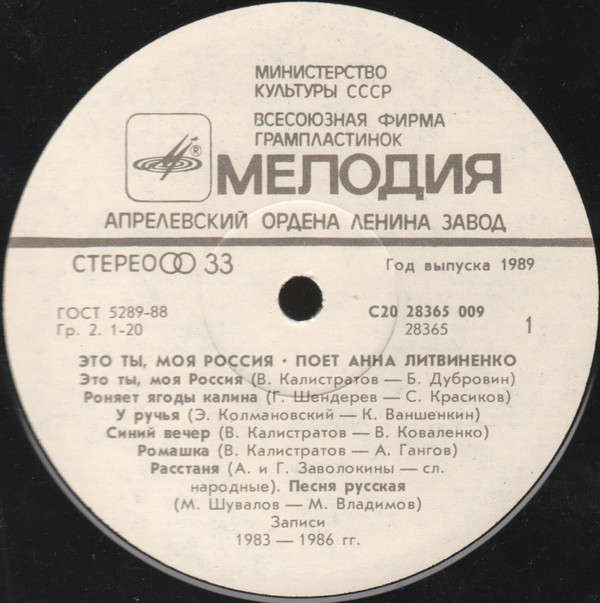 МИНИСТЕРСТВО
КУЛЬТУРЫ СССР
ВСЕСОЮЗНАЯ ФИРМА
ГРАМПЛАСТИНОК
®
МЕЛОДИЯ
АПРЕЛЕВСКИЙ ОРДЕНА ЛЕНИНА ЗАВОД
СТЕРЕО 33
Год выпуска 1989
ГОСТ 5289-88
Гр. 2. 1-20
С20 28365 009
28365
1
ЭТО ТЫ, МОЯ РОССИЯ · ПОЕТ АННА ЛИТВИНЕНКО
Это ты, моя Россия (В. Калистратов — Б. Дубровин)
Роняет ягоды калина (Г. Шендерев — С. Красиков)
У ручья (Э. Колмановский — К. Ваншенкин)
Синий вечер (В. Калистратов — В. Коваленко)
Ромашка (В. Калистратов — А. Гангов)
Расстаня (А. и Г. Заволокины — сл.
народные). Песня русская
(М. Шувалов — М. Владимов)
Записи
1983 — 1986 гг.